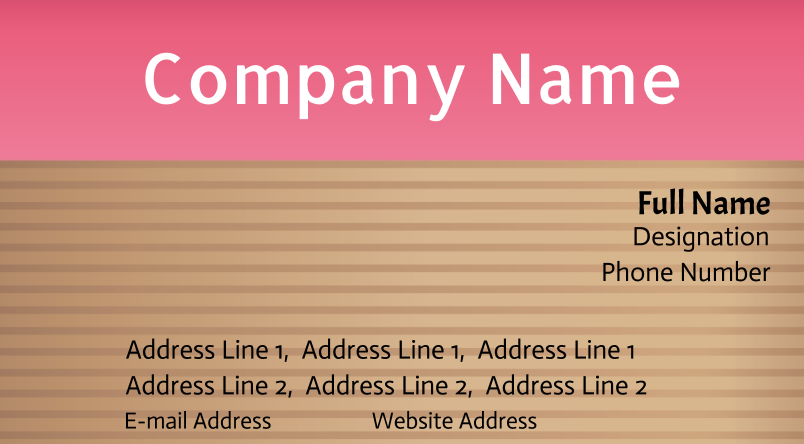 Company Name
Full Name
Designation
Phone Number
Address Line 1,  Address Line 1,  Address Line 1
Address Line 2,  Address Line 2,  Address Line 2
E-mail Address    Website Address